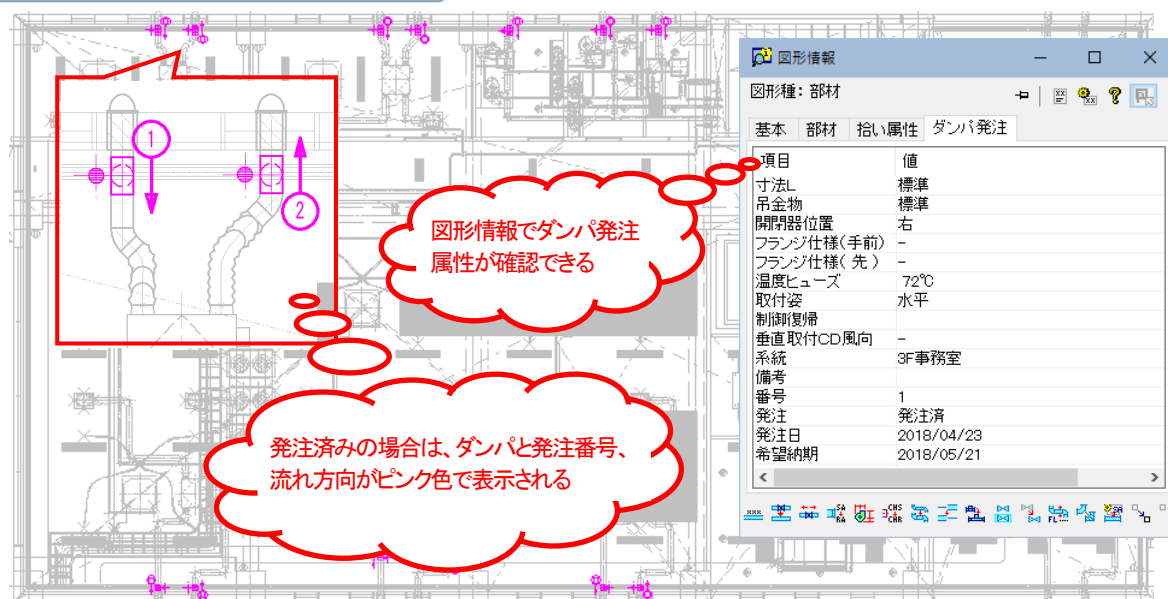 1
2
図形情報でダンパ発注
属性が確認できる
発注済みの場合は、ダンパと発注番号、
流れ方向がピンク色で表示される
図形情報
図形種: 部材
基本 部材 拾い属性 ダンパ発注
項目 値
寸法L 標準
吊金物 標準
開閉器位置 右
フランジ仕様(手前) -
フランジ仕様( 先 ) -
温度ヒューズ 72℃
取付姿 水平
制御復帰
垂直取付CD風向 -
系統 3F事務室
備考
番号 1
発注 発注済
発注日 2018/04/23
希望納期 2018/05/21